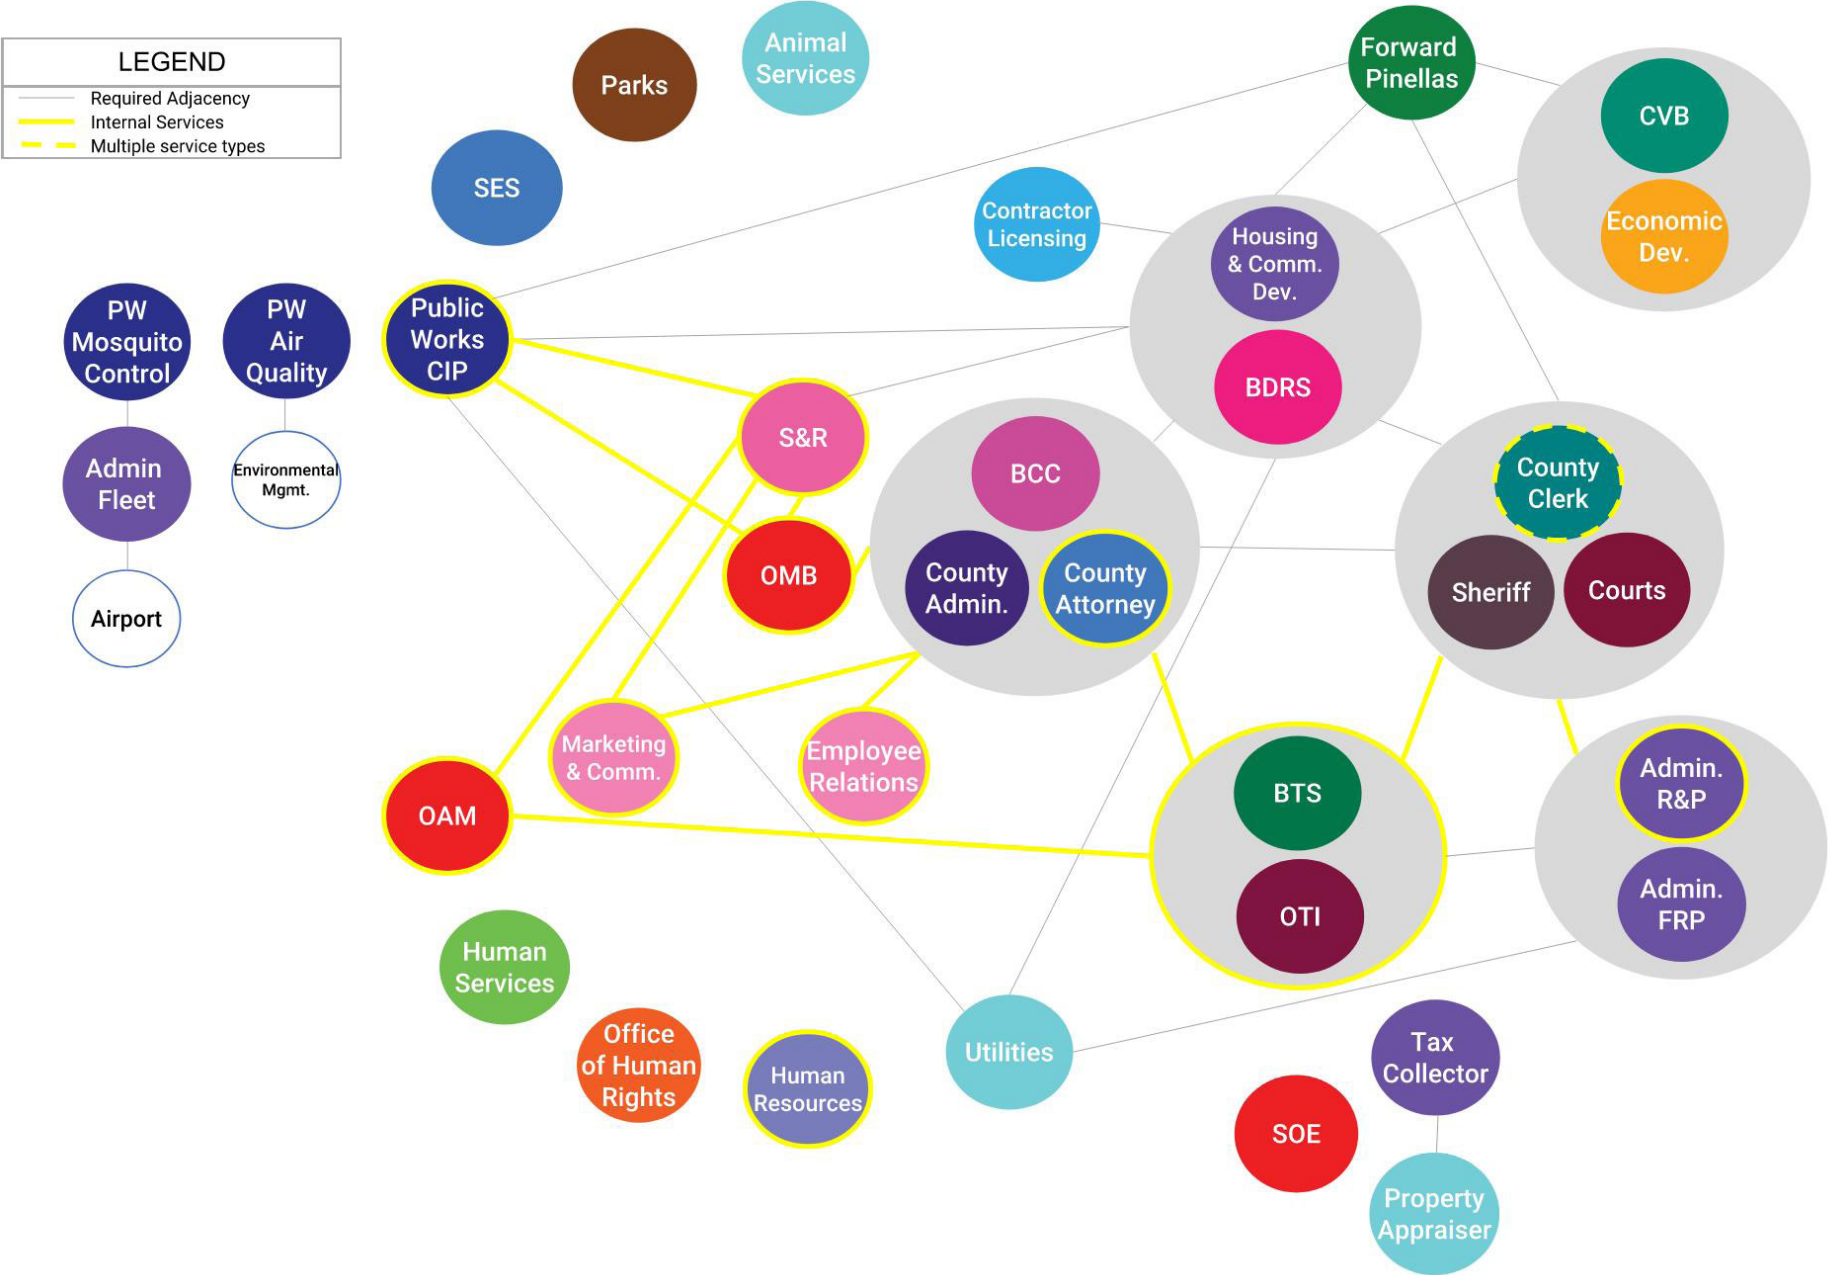 LEGEND
Required Adjacency
Internal Services
Multiple service types
Parks
Animal
Services
SES
Forward
Pinellas
CVB
Economic
Dev.
Contractor
Licensing
Housing
& Comm.
Dev.
BDRS
PW
Mosquito
Control
PW
Air
Quality
Public
Works
CIP
Admin
Fleet
Environmental
Mgmt.
Airport
S&R
OMB
BCC
County
Admin.
County
Attorney
County
Clerk
Sheriff
Courts
Marketing
& Comm.
Employee
Relations
OAM
BTS
OTI
Admin.
R&P
Admin.
FRP
Human
Services
Office
of Human
Rights
Human
Resources
Utilities
Tax
Collector
SOE
Property
Appraiser